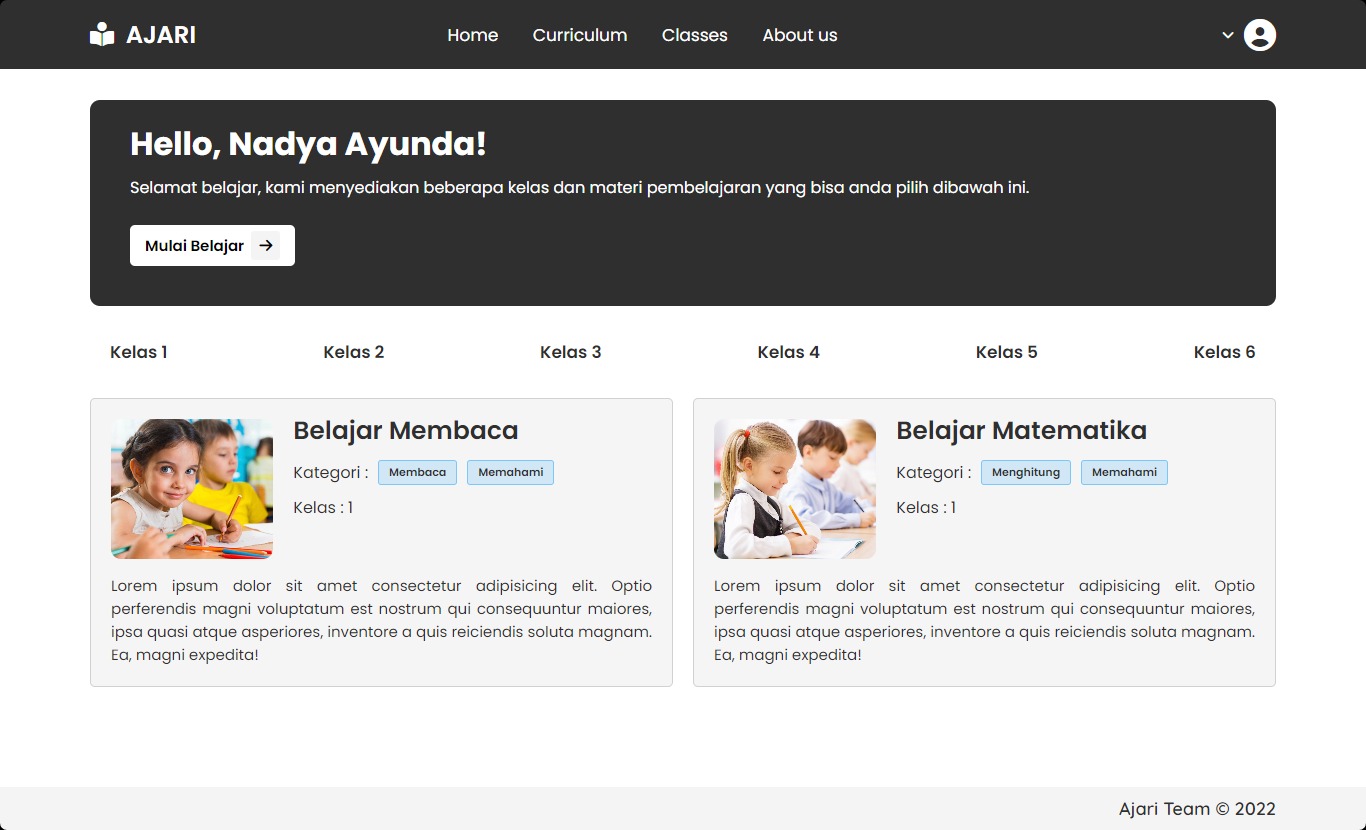 AJARI
Home Curriculum Classes About us
Hello, Nadya Ayunda!
Selamat belajar, kami menyediakan beberapa kelas dan materi pembelajaran yang bisa anda pilih dibawah ini.
Mulai Belajar
Kelas 1 Kelas 2 Kelas 3 Kelas 4 Kelas 5 Kelas 6
Belajar Membaca
Kategori : Membaca Memahami
Kelas : 1
Lorem ipsum dolor sit amet consectetur adipisicing elit. Optio
perferendis magni voluptatum est nostrum qui consequuntur maiores,
ipsa quasi atque asperiores, inventore a quis reiciendis soluta magnam.
Ea, magni expedita!
Belajar Matematika
Kategori : Menghitung Memahami
Kelas : 1
Lorem ipsum dolor sit amet consectetur adipisicing elit. Optio
perferendis magni voluptatum est nostrum qui consequuntur maiores,
ipsa quasi atque asperiores, inventore a quis reiciendis soluta magnam.
Ea, magni expedita!
Ajari Team © 2022